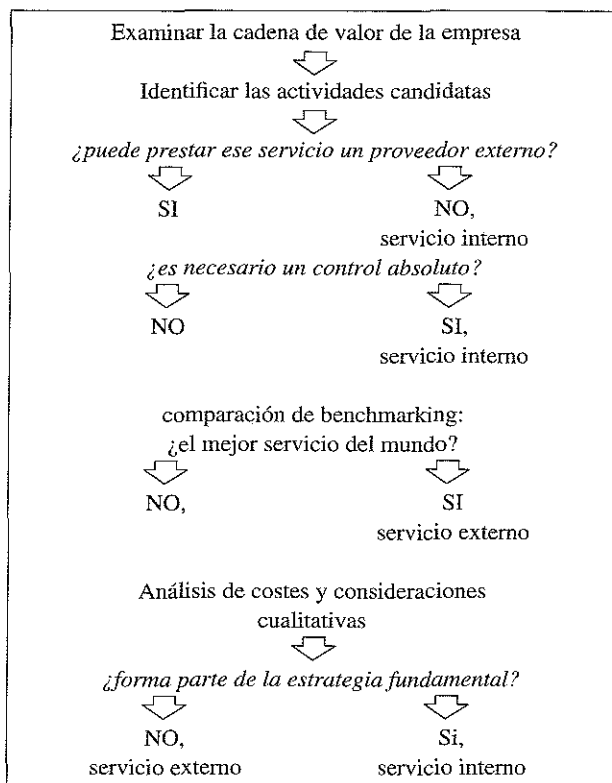 Examinar la cadena de valor de la empresa
Identificar las actividades candidatas
¿puede prestar ese servicio un proveedor externo?
SI NO,
servicio interno
¿es necesario un control absoluto?
NO SI,
servicio interno
comparación de benchmarking:
¿el mejor servicio del mundo?
NO, SI
servicio externo
Análisis de costes y consideraciones
cualitativas
¿forma parte de la estrategia fundamental?
NO, Si,
servicio externo servicio interno